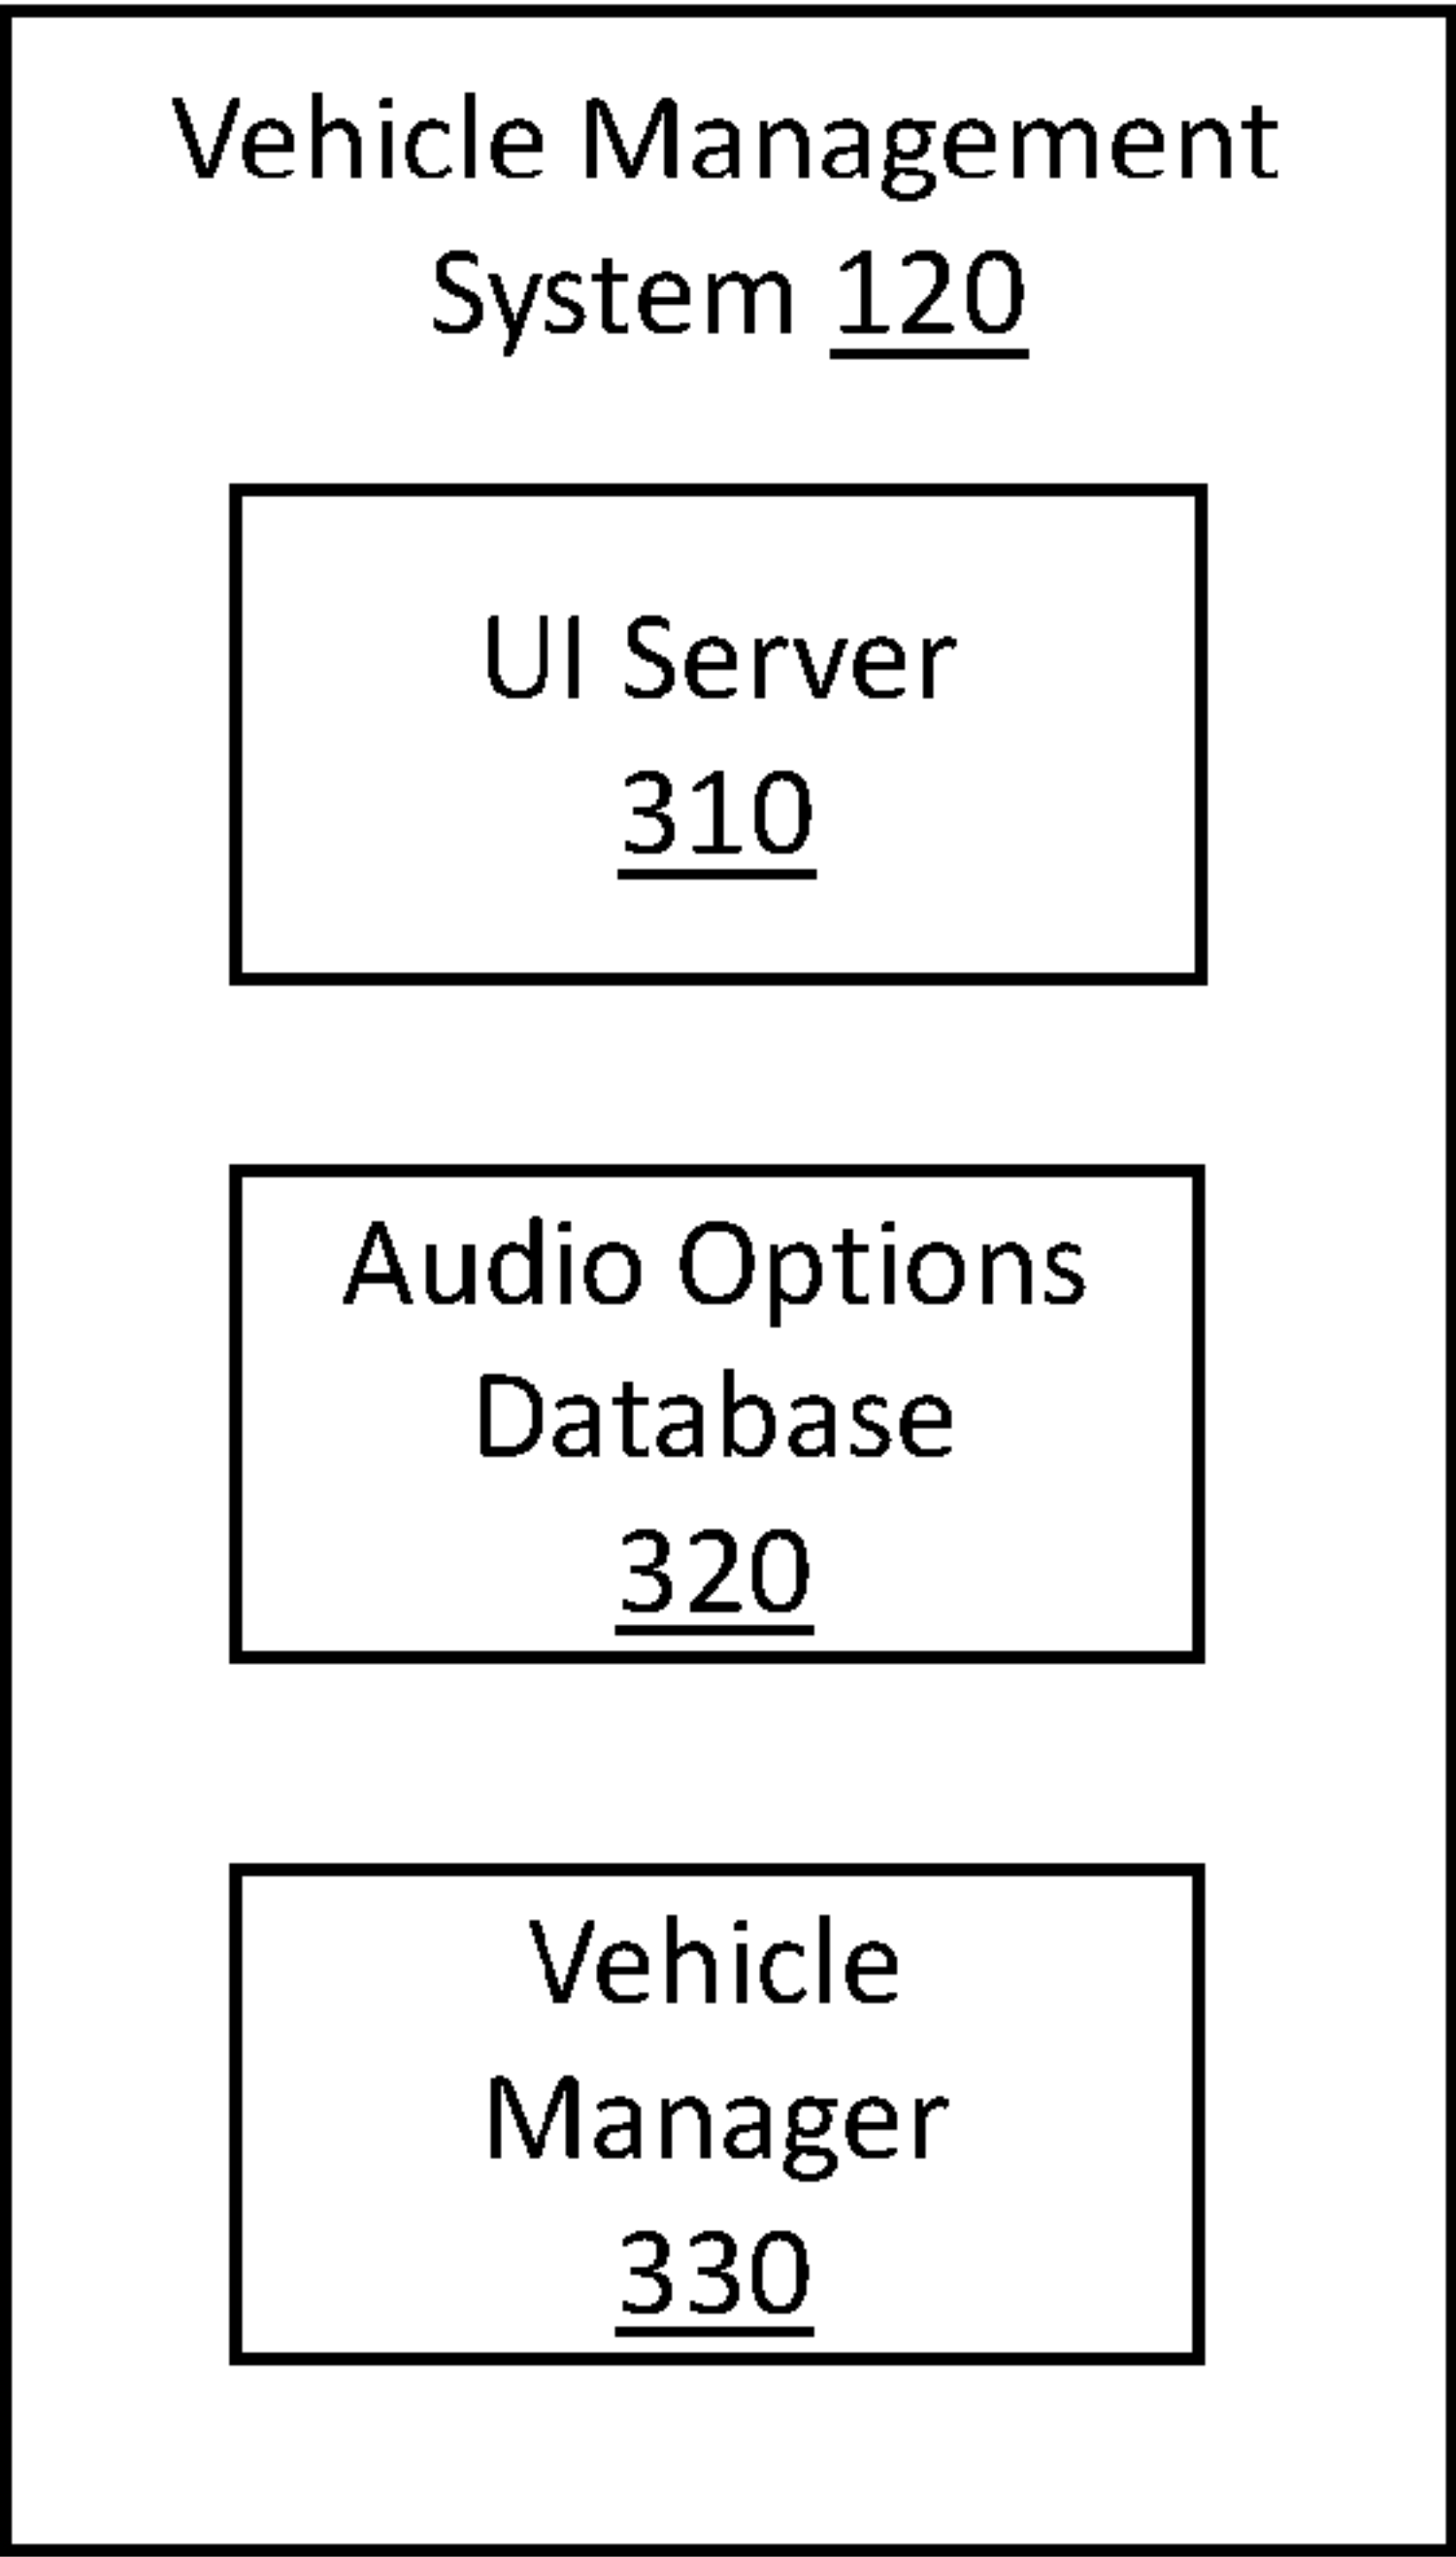 Vehicle Management
System 120
UI Server
310
Audio Options
Database
320
Vehicle
Manager
330